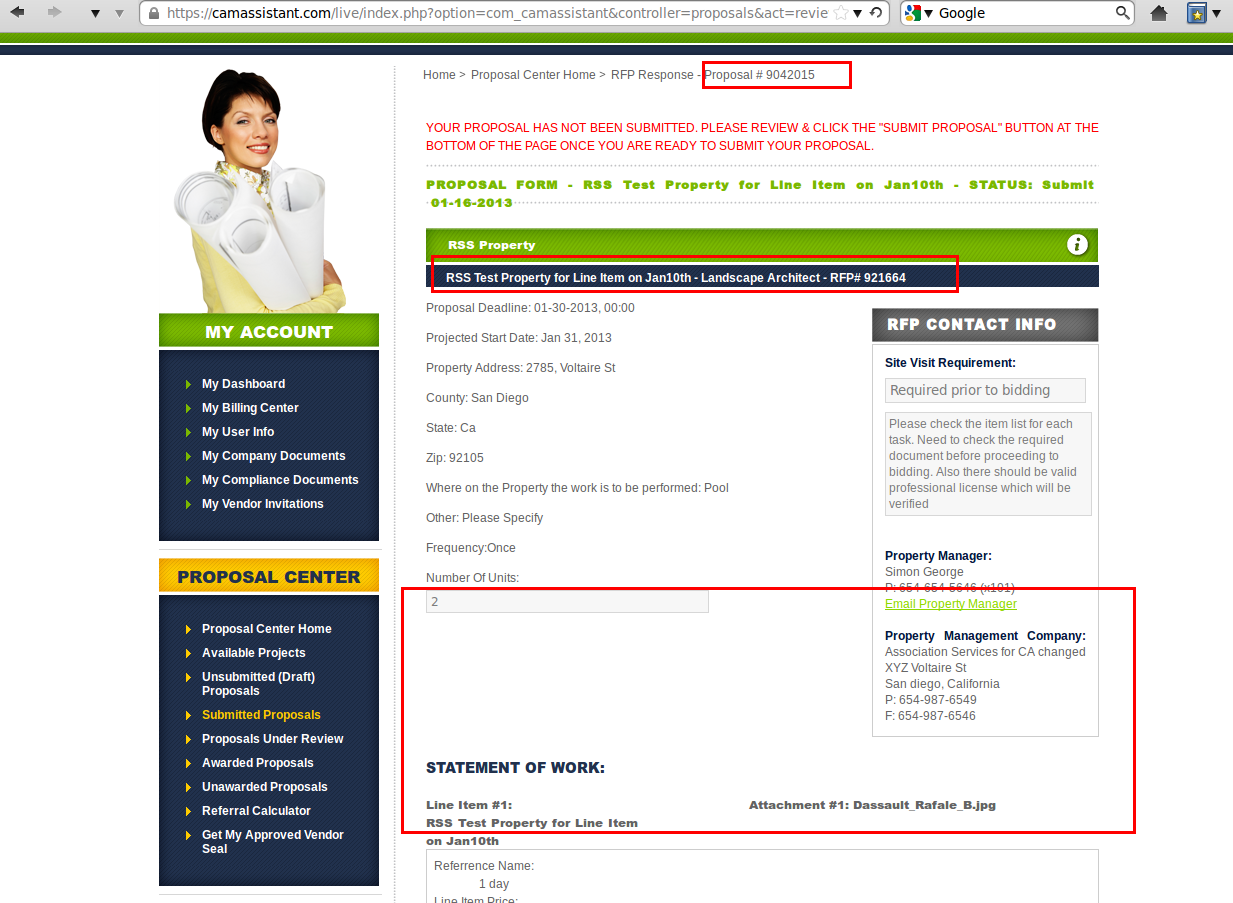 https://camassistant.com/live/index.php?option=com_camassistant&controller=proposals&act=revie
Google
Home > Proposal Center Home > RFP Response - Proposal # 9042015
YOUR PROPOSAL HAS NOT BEEN SUBMITTED. PLEASE REVIEW & CLICK THE "SUBMIT PROPOSAL" BUTTON AT THE
BOTTOM OF THE PAGE ONCE YOU ARE READY TO SUBMIT YOUR PROPOSAL.
PROPOSAL FORM - RSS Test Property for Line Item on Jan10th - STATUS: Submit
01-16-2013
RSS Property
i
RSS Test Property for Line Item on Jan10th - Landscape Architect - RFP# 921664
Proposal Deadline: 01-30-2013, 00:00
Projected Start Date: Jan 31, 2013
Property Address: 2785, Voltaire St
County: San Diego
State: Ca
Zip: 92105
Where on the Property the work is to be performed: Pool
Other: Please Specify
Frequency:Once
Number Of Units:
2
RFP CONTACT INFO
Site Visit Requirement:
Required prior to bidding
Please check the item list for each
task. Need to check the required
document before proceeding to
bidding. Also there should be valid
professional license which will be
verified
Property Manager:
Simon George
P: 654-654-5646 (x101)
Email Property Manager
Property Management Company:
Association Services for CA changed
XYZ Voltaire St
San diego, California
P: 654-987-6549
F: 654-987-6546
STATEMENT OF WORK:
Line Item #1:
RSS Test Property for Line Item
on Jan10th
Attachment #1: Dassault_Rafale_B.jpg
Referrence Name:
1 day
Line Item Price:
MY ACCOUNT
My Dashboard
My Billing Center
My User Info
My Company Documents
My Compliance Documents
My Vendor Invitations
PROPOSAL CENTER
Proposal Center Home
Available Projects
Unsubmitted (Draft)
Proposals
Submitted Proposals
Proposals Under Review
Awarded Proposals
Unawarded Proposals
Referral Calculator
Get My Approved Vendor
Seal